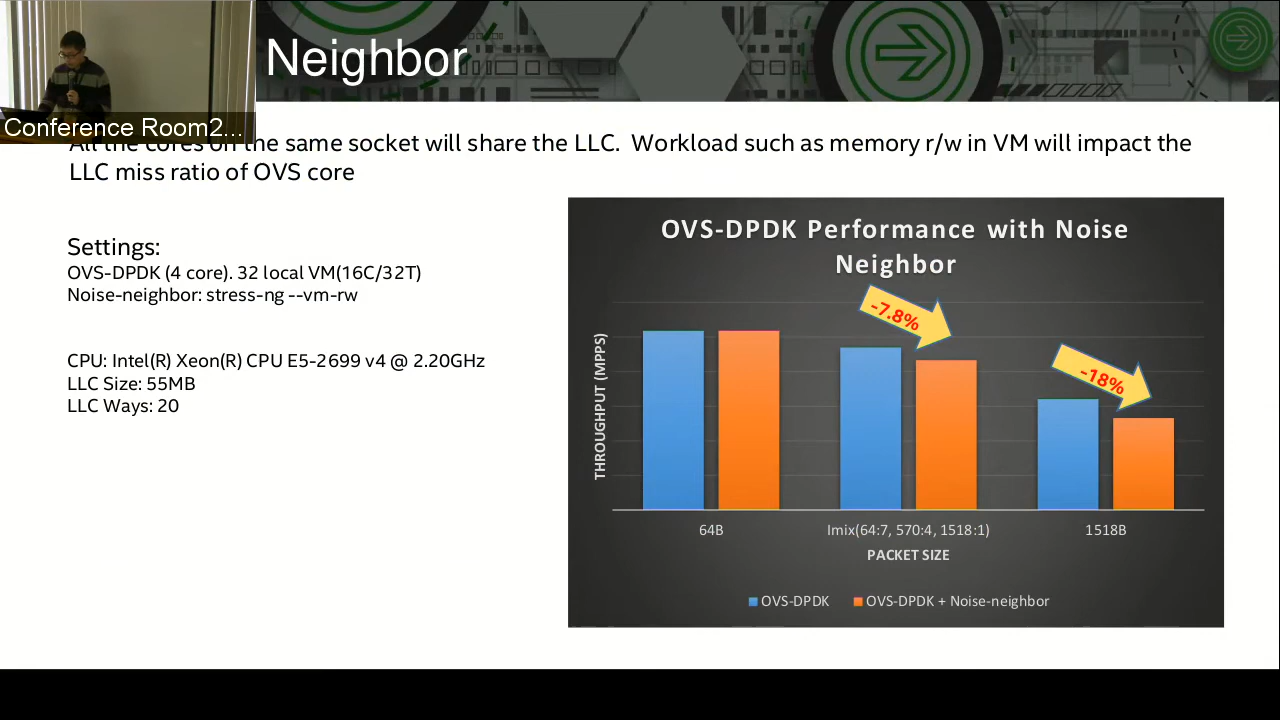 Neighbor
Conference Room2...
All the cores on the same socket will share the LLC.  Workload such as memory r/w in VM will impact the
LLC miss ratio of OVS core
Settings:
OVS-DPDK (4 core). 32 local VM(16C/32T)
Noise-neighbor: stress-ng --vm-rw
CPU: Intel(R) Xeon(R) CPU E5-2699 v4 @ 2.20GHz
LLC Size: 55MB
LLC Ways: 20
OVS-DPDK Performance with Noise
Neighbor
-7.8%
-18%
THROUGHPUT (MPPS)
64B
Imix(64:7, 570:4, 1518:1)
1518B
PACKET SIZE
OVS-DPDK
OVS-DPDK + Noise-neighbor